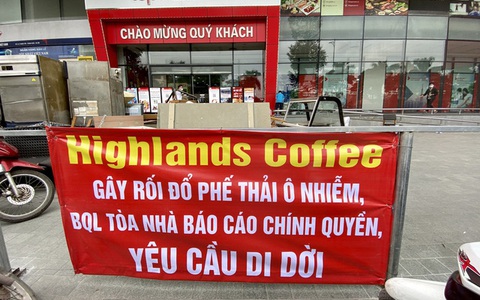 CHÀO MỪNG QUÝ KHÁCH
Highlands Coffee
GÂY RỐI ĐỔ PHẾ THẢI Ô NHIỄM,
BQL TÒA NHÀ BÁO CÁO CHÍNH QUYỀN,
YÊU CẦU DI DỜI